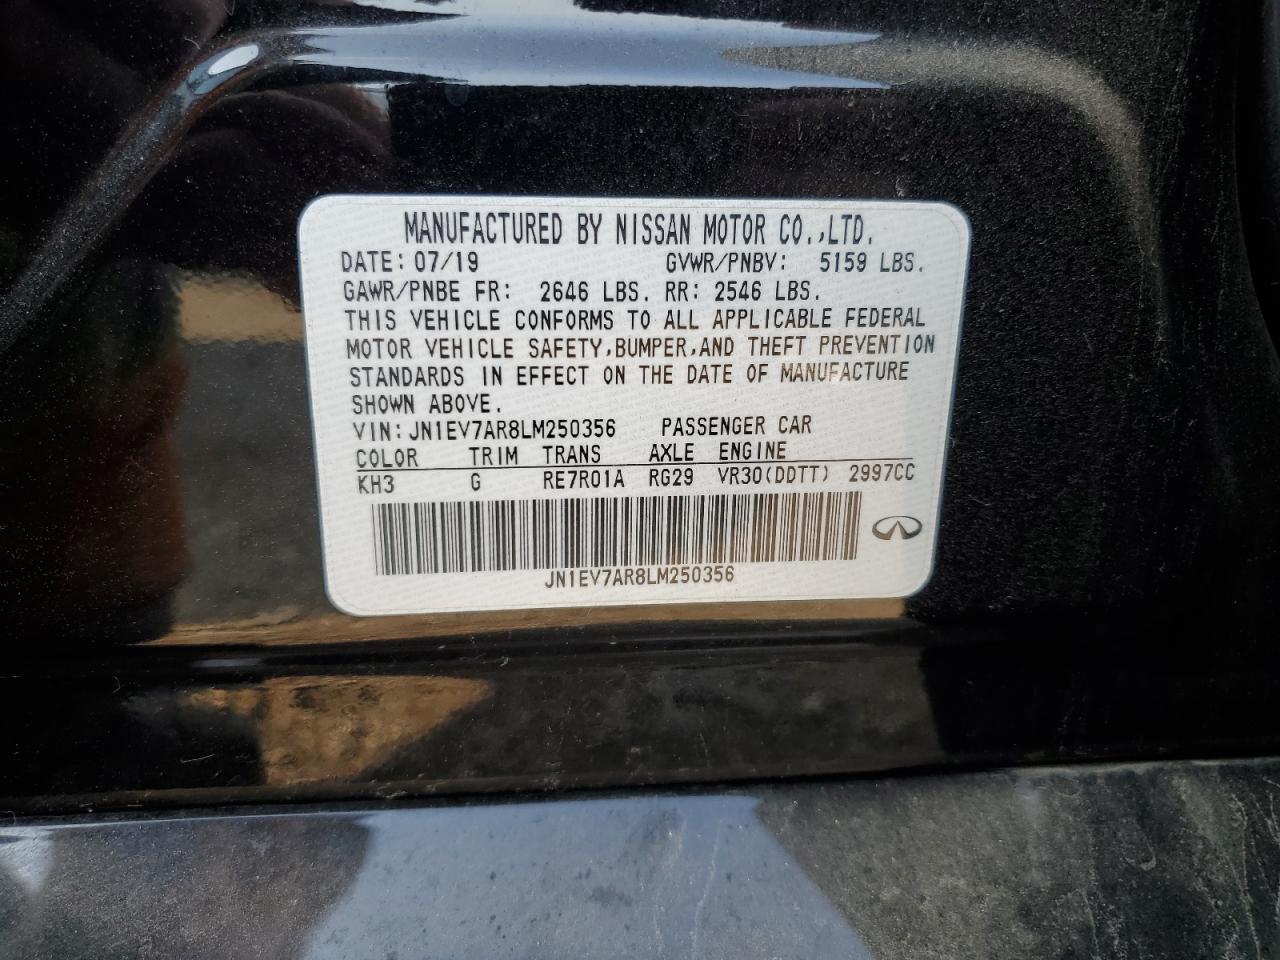 MANUFACTURED BY NISSAN MOTOR CO.,LTD.
DATE: 07/19 GVWR/PNBV: 5159 LBS.
GAWR/PNBE FR: 2646 LBS. RR: 2546 LBS.
THIS VEHICLE CONFORMS TO ALL APPLICABLE FEDERAL
MOTOR VEHICLE SAFETY,BUMPER,AND THEFT PREVENTION
STANDARDS IN EFFECT ON THE DATE OF MANUFACTURE
SHOWN ABOVE.
VIN: JN1EV7AR8LM250356 PASSENGER CAR
COLOR TRIM TRANS AXLE ENGINE
KH3 G RE7R01A RG29 VR30(DDTT) 2997CC
JN1EV7AR8LM250356